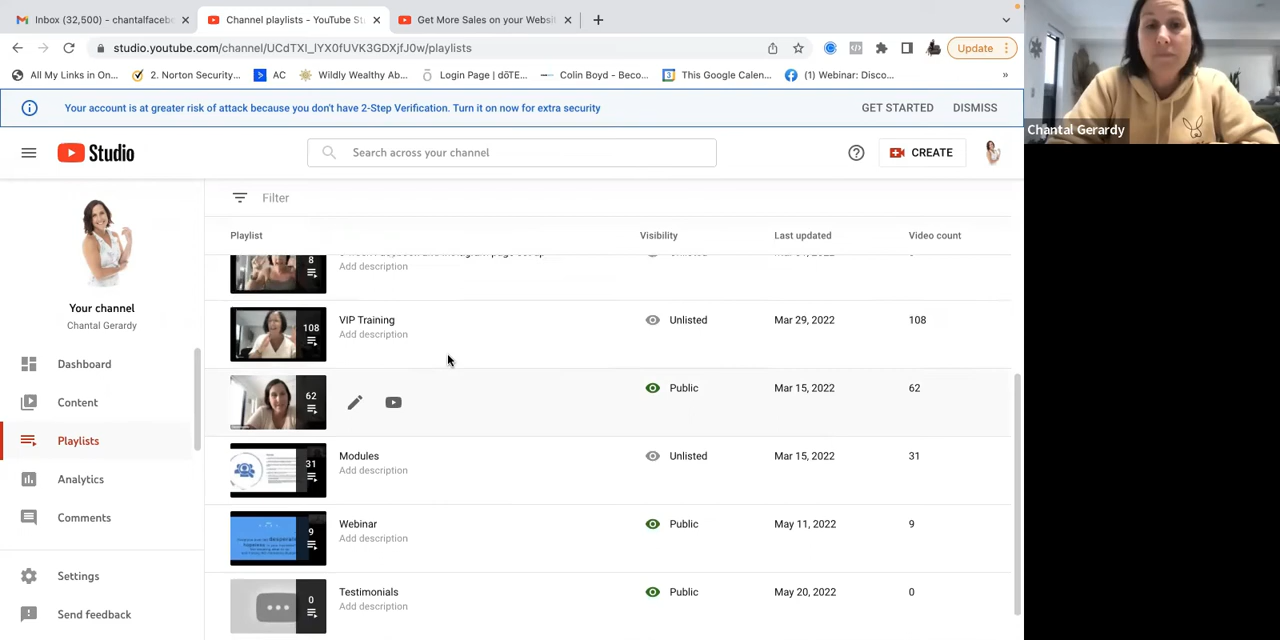 Inbox (32,500) - chantalfaceb
Channel playlists - YouTube St
Get More Sales on your Websi
studio.youtube.com/channel/UCdTXI_lYX0fUVK3GDXjfJ0w/playlists
Update
All My Links in On...
2. Norton Security...
AC
Wildly Wealthy Ab...
Login Page | dōTE...
Colin Boyd - Beco...
This Google Calen...
(1) Webinar: Disco...
»
Your account is at greater risk of attack because you don't have 2-Step Verification. Turn it on now for extra security
GET STARTED
DISMISS
Chantal Gerardy
Studio
Search across your channel
CREATE
Your channel
Chantal Gerardy
Dashboard
Content
Playlists
Analytics
Comments
Settings
Send feedback
Filter
Playlist
Visibility
Last updated
Video count
8
Add description
108
VIP Training
Add description
Unlisted
Mar 29, 2022
108
62
Public
Mar 15, 2022
62
31
Modules
Add description
Unlisted
Mar 15, 2022
31
9
Webinar
Add description
Public
May 11, 2022
9
0
Testimonials
Add description
Public
May 20, 2022
0